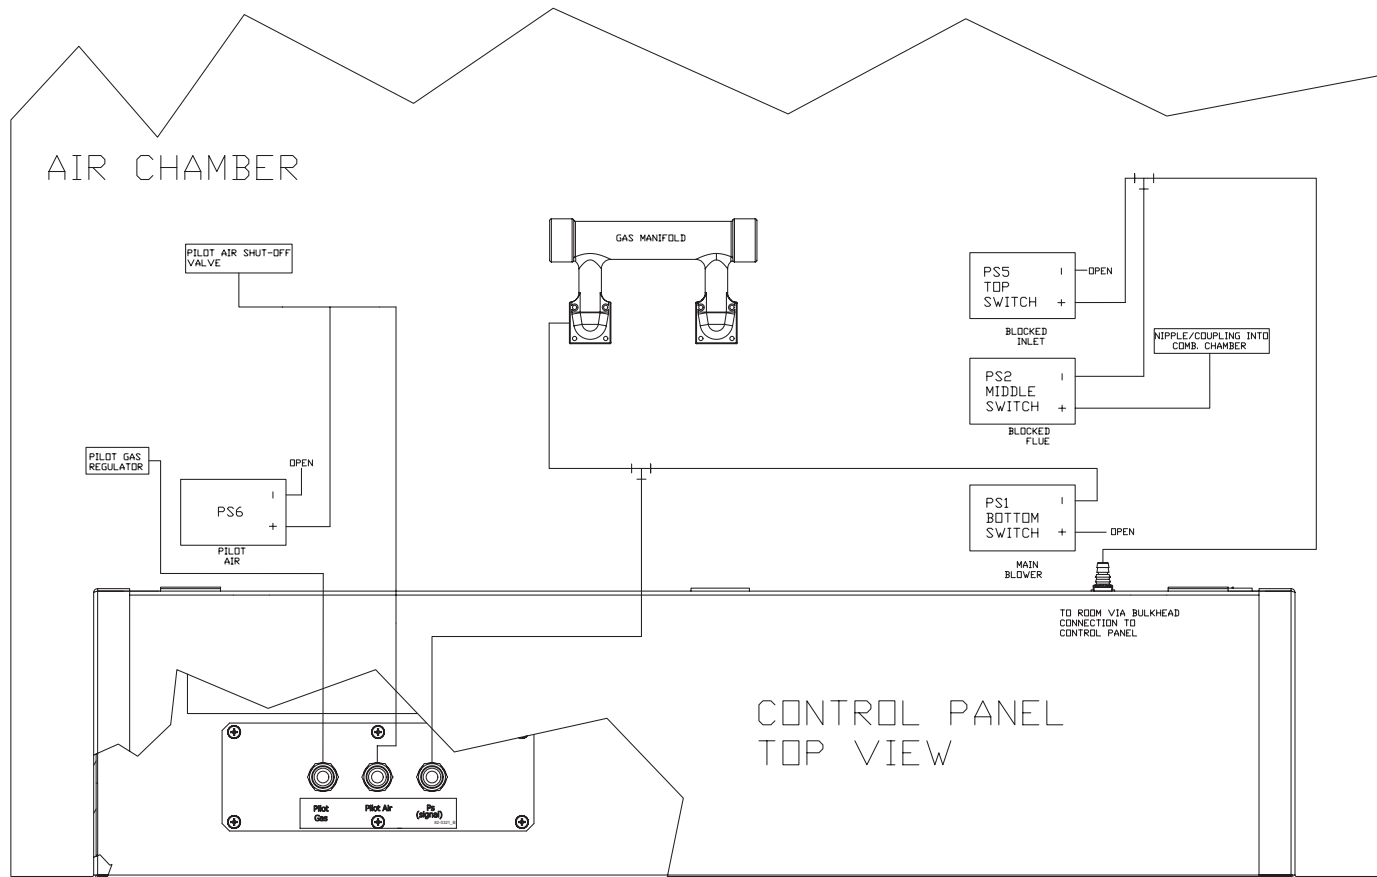 AIR CHAMBER
PILOT AIR SHUT-OFF
VALVE
GAS MANIFOLD
PS5
TOP
SWITCH
-
+
OPEN
BLOCKED
INLET
NIPPLE/COUPLING INTO
COMB. CHAMBER
PS2
MIDDLE
SWITCH
-
+
BLOCKED
FLUE
PILOT GAS
REGULATOR
OPEN
PS6
-
+
PILOT
AIR
PS1
BOTTOM
SWITCH
-
+
OPEN
MAIN
BLOWER
TO ROOM VIA BULKHEAD
CONNECTION TO
CONTROL PANEL
CONTROL PANEL
TOP VIEW
Pilot
Gas
Pilot Air
Ps
(signal)